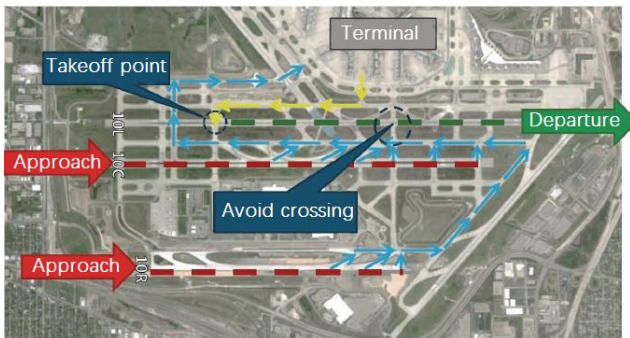 Terminal
Takeoff point
10L
Departure
Approach
10C
Avoid crossing
Approach
10R